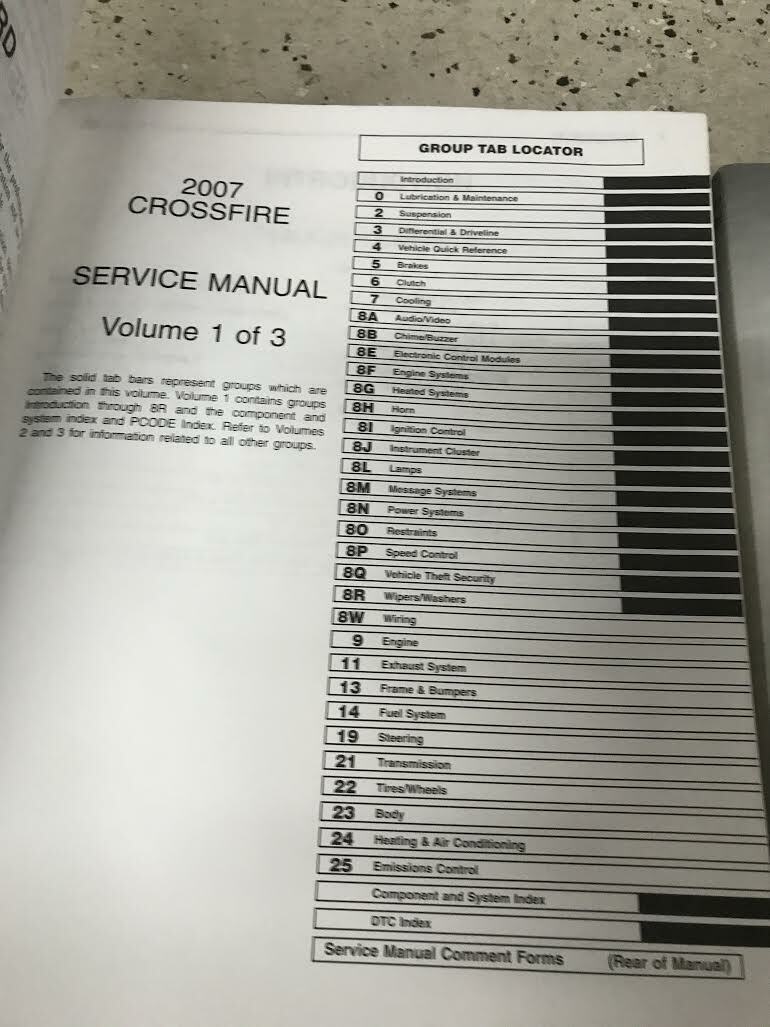 RD
2007
CROSSFIRE
SERVICE MANUAL
Volume 1 of 3
The solid tab bars represent groups which are
contained in this volume. Volume 1 contains groups
Introduction through 8R and the component and
system index and PCODE Index. Refer to Volumes
2 and 3 for information related to all other groups.
GROUP TAB LOCATOR
Introduction
0 Lubrication & Maintenance
2 Suspension
3 Differential & Driveline
4 Vehicle Quick Reference
5 Brakes
6 Clutch
7 Cooling
8A Audio/Video
8B Chime/Buzzer
8E Electronic Control Modules
8F Engine Systems
8G Heated Systems
8H Horn
8I Ignition Control
8J Instrument Cluster
8L Lamps
8M Message Systems
8N Power Systems
8O Restraints
8P Speed Control
8Q Vehicle Theft Security
8R Wipers/Washers
8W Wiring
9 Engine
11 Exhaust System
13 Frame & Bumpers
14 Fuel System
19 Steering
21 Transmission
22 Tires/Wheels
23 Body
24 Heating & Air Conditioning
25 Emissions Control
Component and System Index
DTC Index
Service Manual Comment Forms (Rear of Manual)